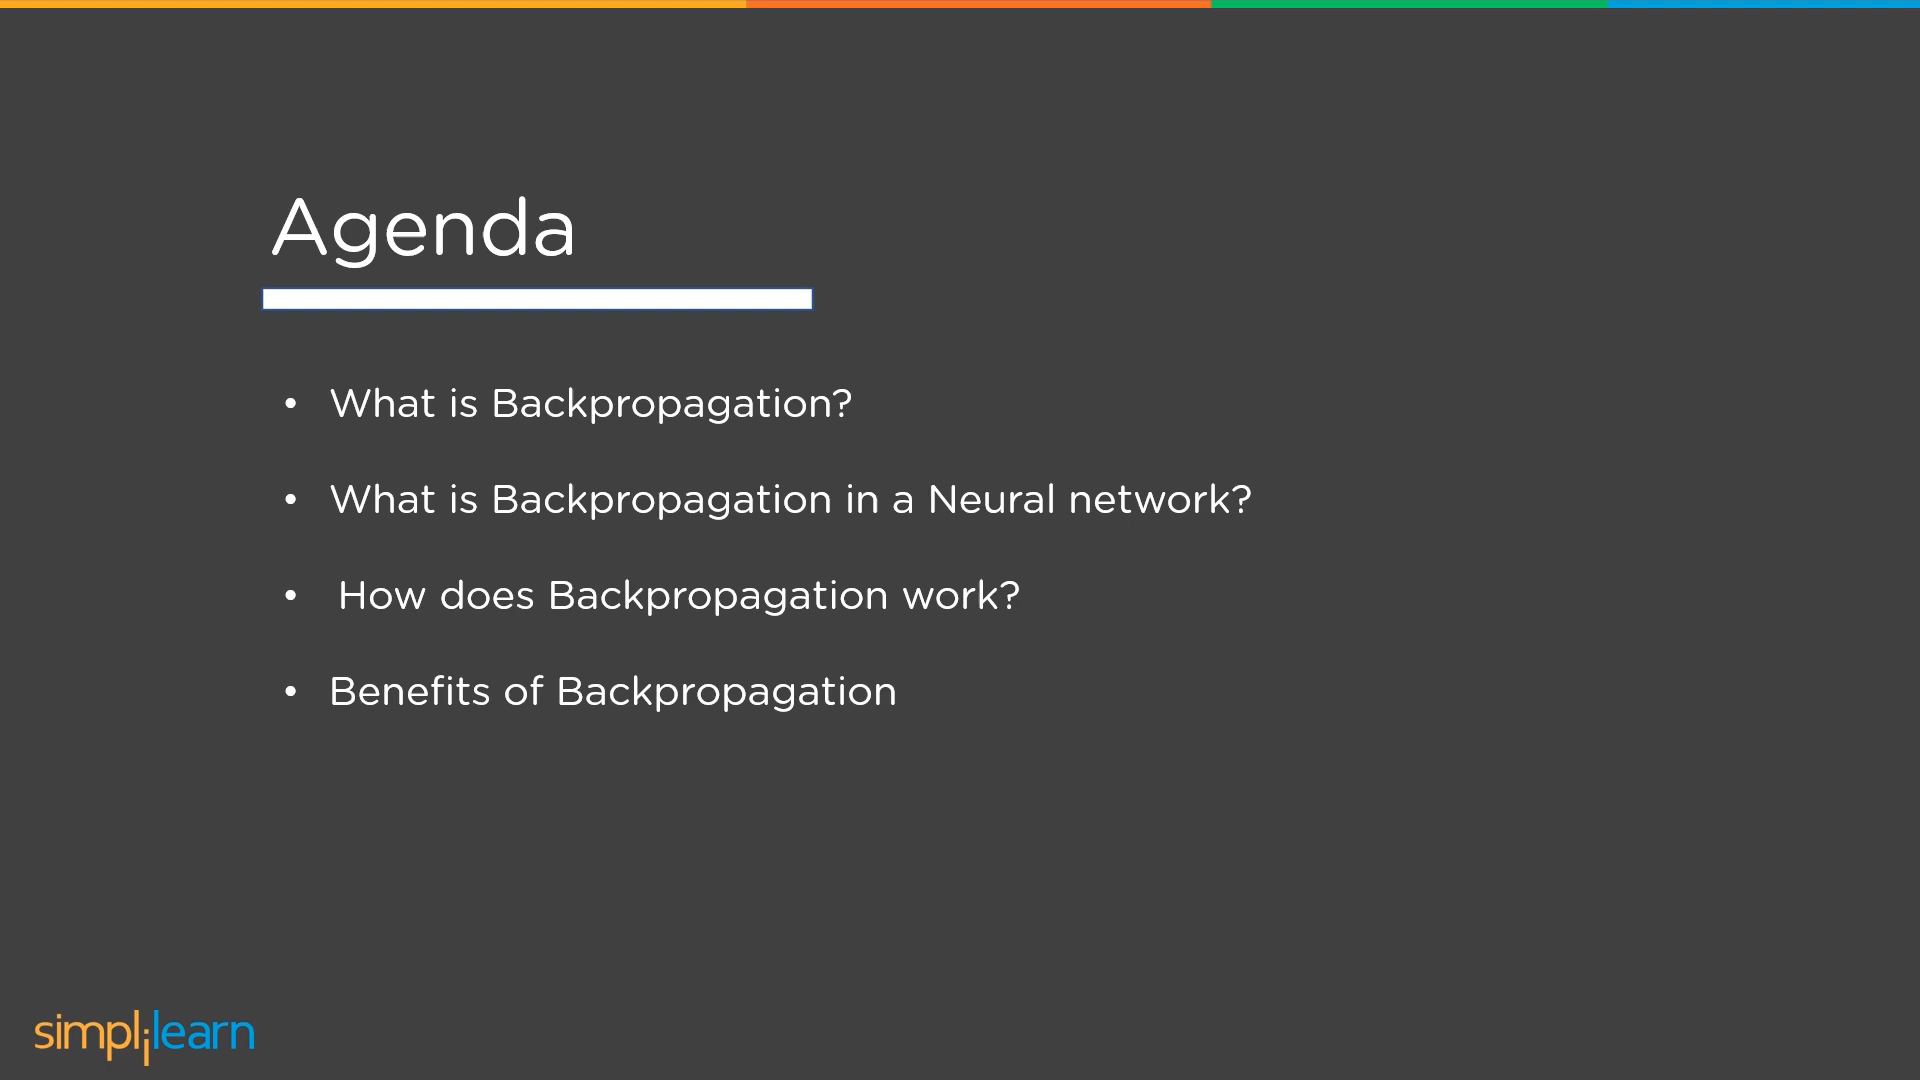 Agenda
• What is Backpropagation?
• What is Backpropagation in a Neural network?
• How does Backpropagation work?
• Benefits of Backpropagation
simplilearn